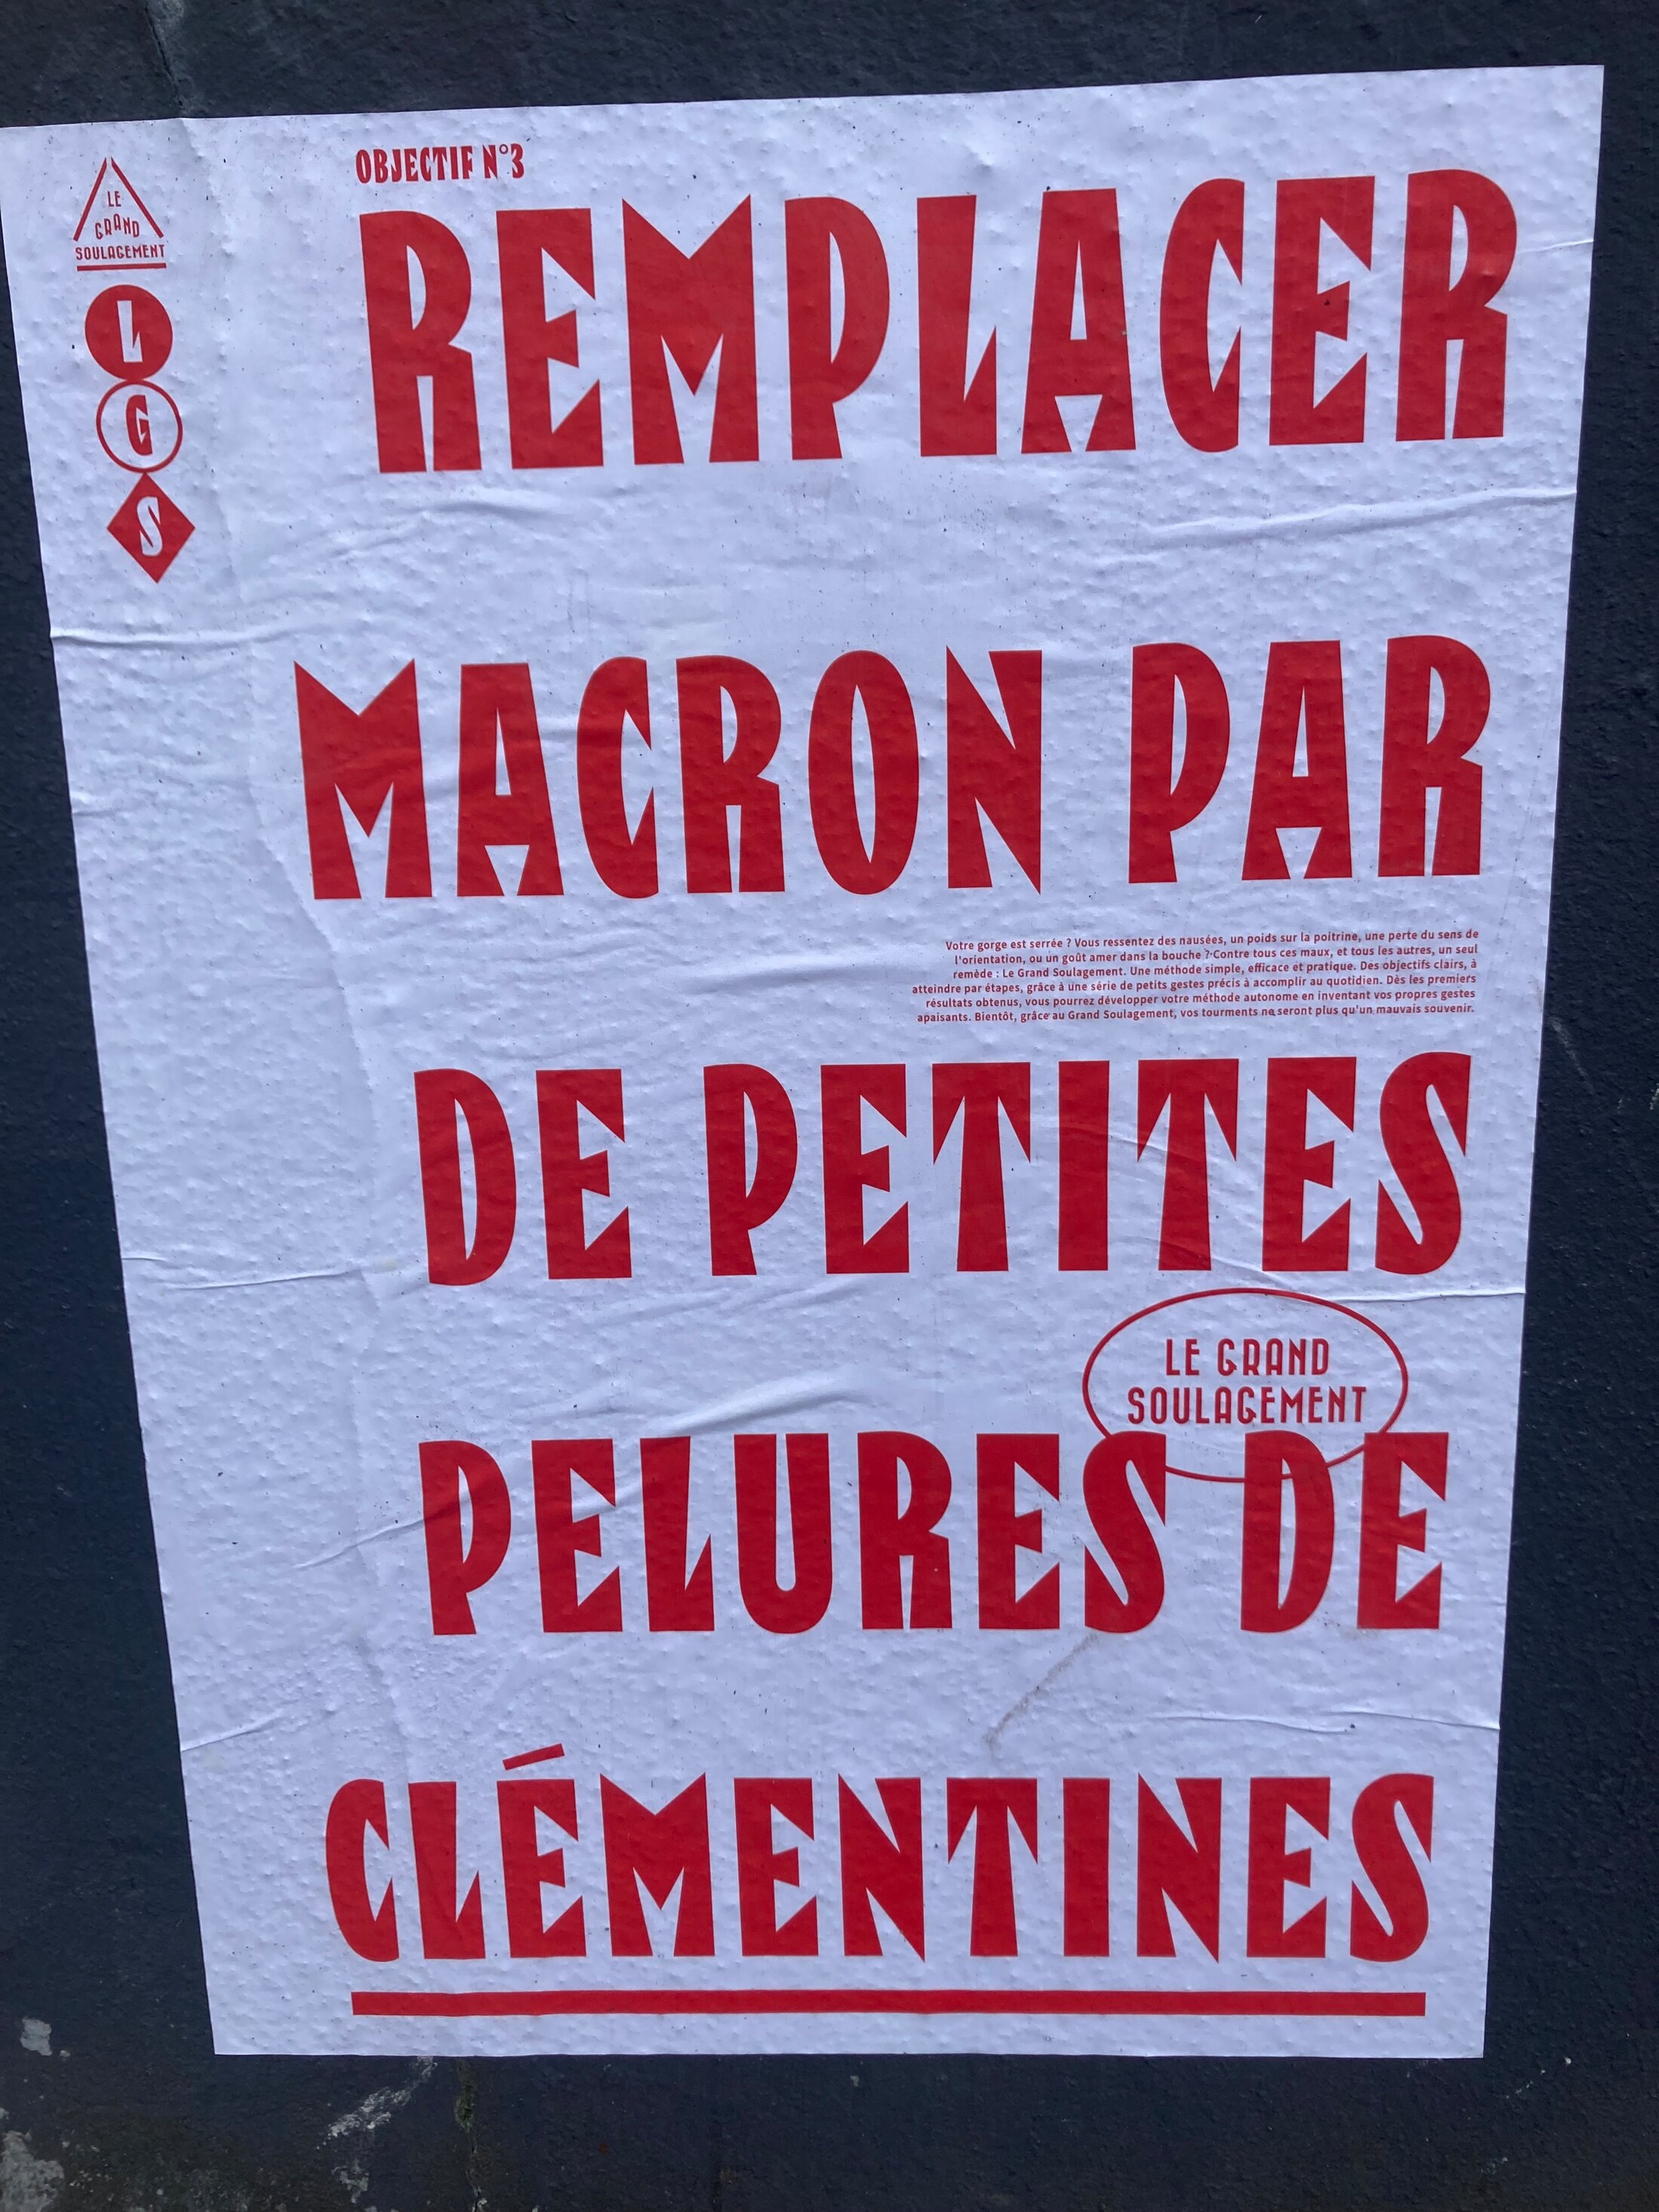 LE
GRAND
SOULAGEMENT
L
G
S
OBJECTIF N°3
REMPLACER
MACRON PAR
Votre gorge est serrée ? Vous ressentez des nausées, un poids sur la poitrine, une perte du sens de
l'orientation, ou un goût amer dans la bouche ? Contre tous ces maux, et tous les autres, un seul
remède : Le Grand Soulagement. Une méthode simple, efficace et pratique. Des objectifs clairs, à
atteindre par étapes, grâce à une série de petits gestes précis à accomplir au quotidien. Dès les premiers
résultats obtenus, vous pourrez développer votre méthode autonome en inventant vos propres gestes
apaisants. Bientôt, grâce au Grand Soulagement, vos tourments ne seront plus qu'un mauvais souvenir.
DE PETITES
LE GRAND
SOULAGEMENT
PELURES DE
CLÉMENTINES